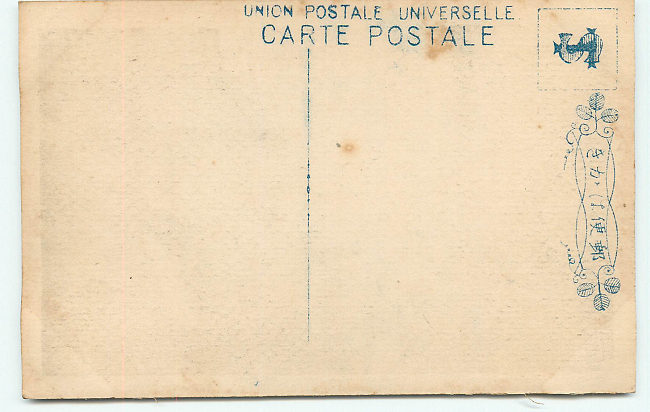 UNION POSTALE UNIVERSELLE
CARTE POSTALE
きかは便郵